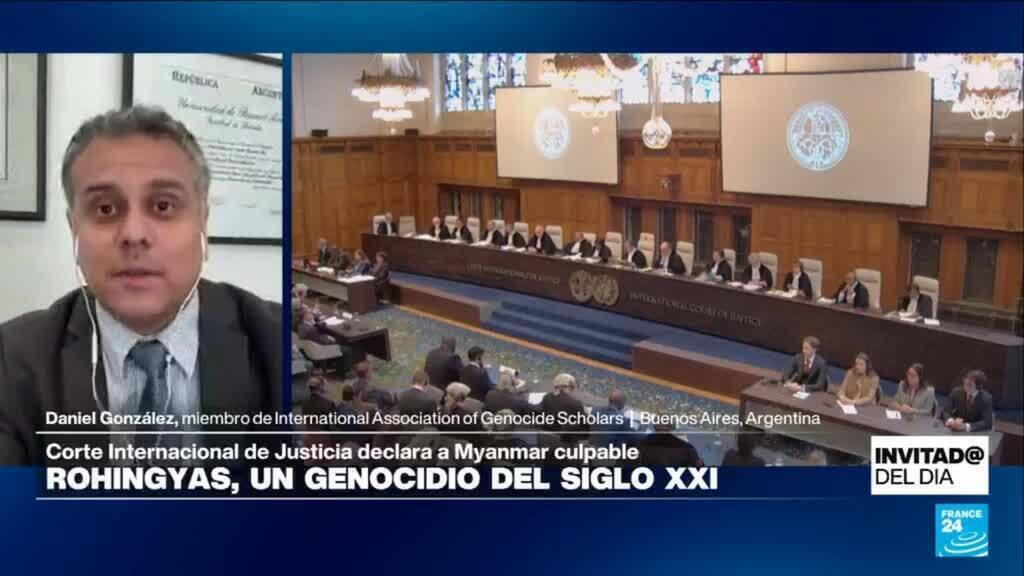 REPÚBLICA ARGENTINA
INTERNATIONAL COURT OF JUSTICE
Daniel González, miembro de International Association of Genocide Scholars | Buenos Aires, Argentina
Corte Internacional de Justicia declara a Myanmar culpable
ROHINGYAS, UN GENOCIDIO DEL SIGLO XXI
INVITAD@
DEL DIA
FRANCE
24